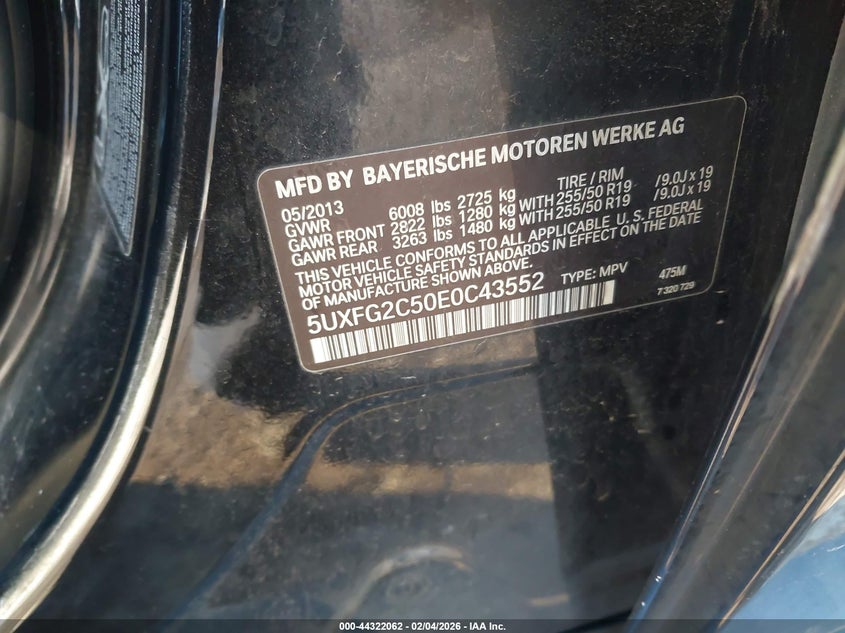 MFD BY BAYERISCHE MOTOREN WERKE AG
05/2013 TIRE / RIM
GVWR 6008 lbs 2725 kg
GAWR FRONT 2822 lbs 1280 kg WITH 255/50 R19 /9.0J x 19
GAWR REAR 3263 lbs 1480 kg WITH 255/50 R19 /9.0J x 19
THIS VEHICLE CONFORMS TO ALL APPLICABLE U.S. FEDERAL
MOTOR VEHICLE SAFETY STANDARDS IN EFFECT ON THE DATE
OF MANUFACTURE SHOWN ABOVE.
5UXFG2C50E0C43552 TYPE: MPV 475M
7 320 729
000-44322062 - 02/04/2026 - IAA Inc.